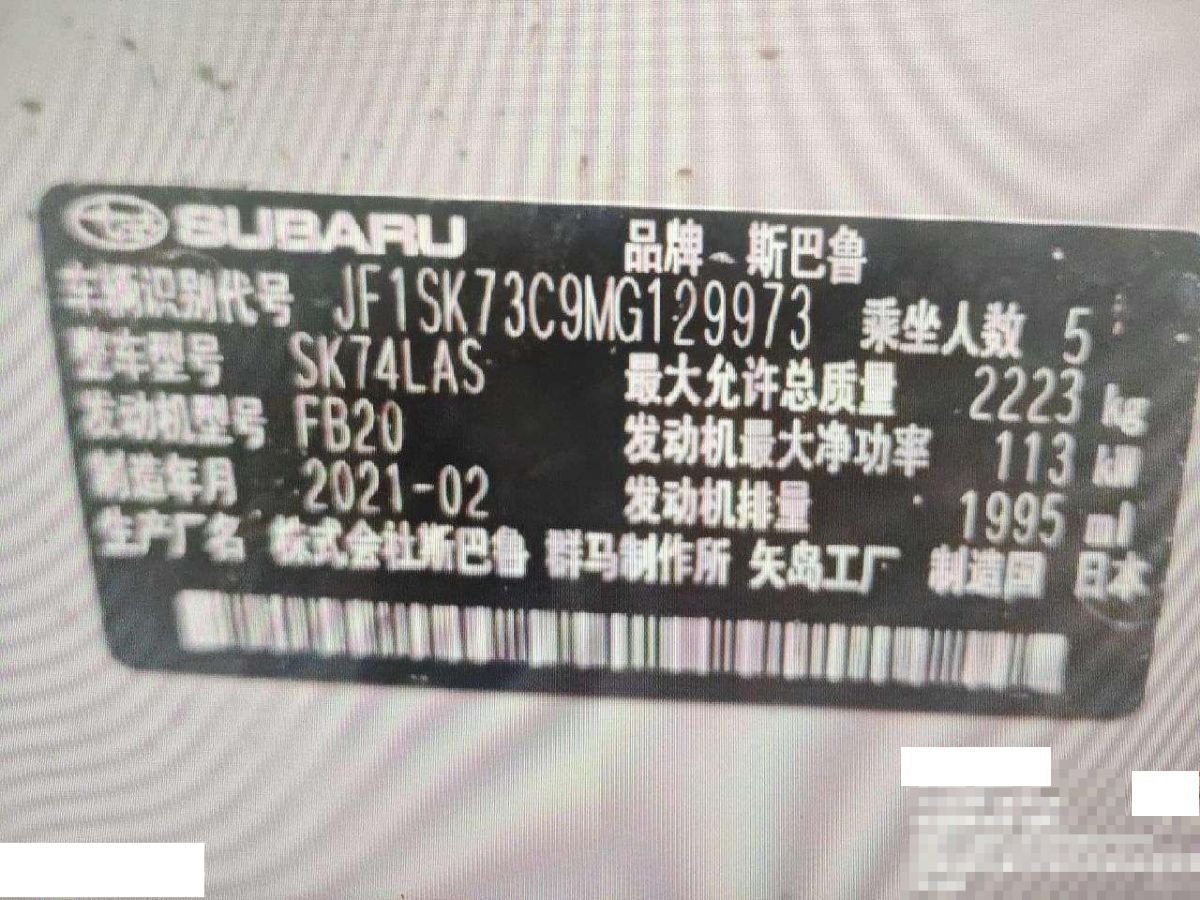 SUBARU 品牌 斯巴鲁
车辆识别代号 JF1SK73C9MG129973 乘坐人数 5
整车型号 SK74LAS 最大允许总质量 2223 kg
发动机型号 FB20 发动机最大净功率 113 kW
制造年月 2021-02 发动机排量 1995 ml
生产厂名 株式会社斯巴鲁 群马制作所 矢岛工厂 制造国 日本